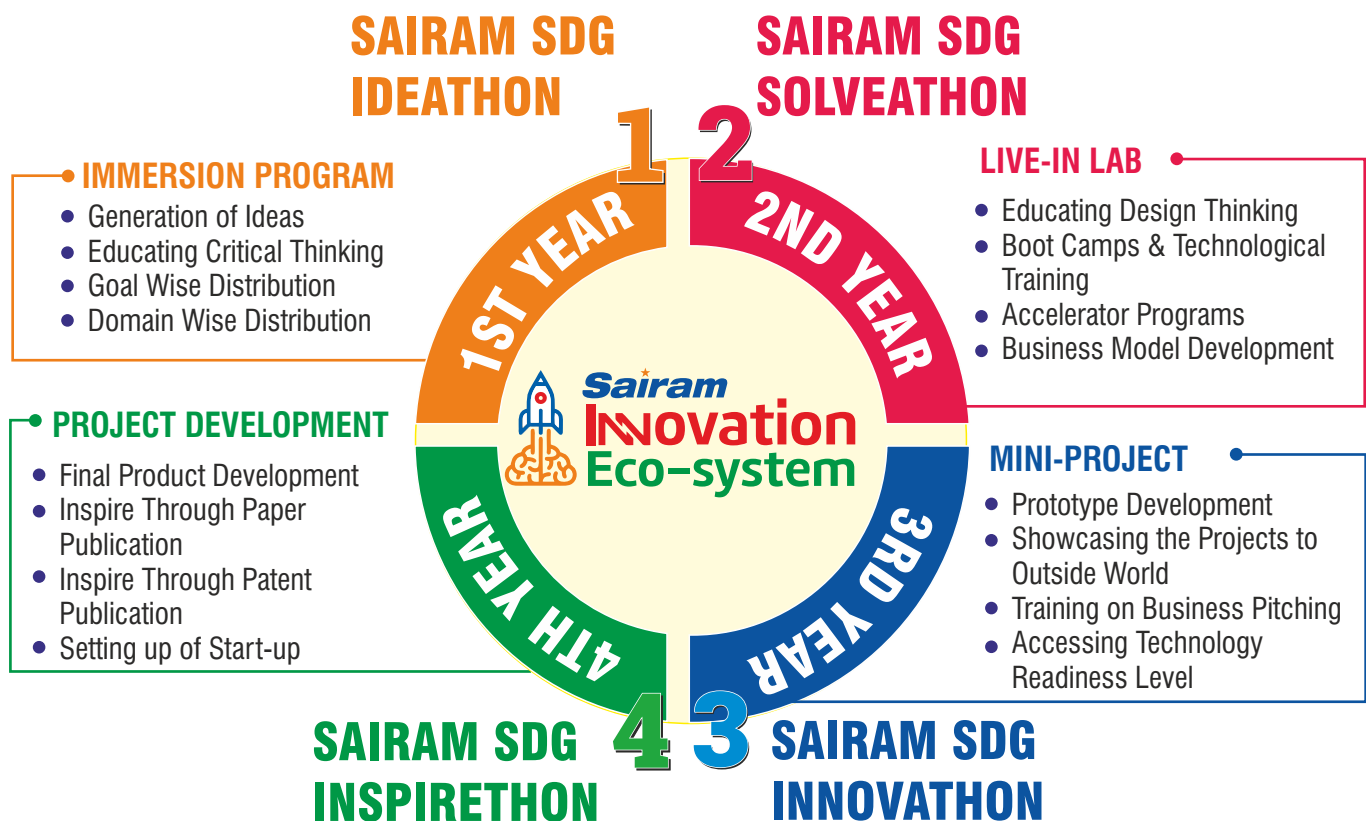 SAIRAM SDG
IDEATHON
1
SAIRAM SDG
SOLVEATHON
2
IMMERSION PROGRAM
Generation of Ideas
Educating Critical Thinking
Goal Wise Distribution
Domain Wise Distribution
1ST YEAR
2ND YEAR
LIVE-IN LAB
Educating Design Thinking
Boot Camps & Technological
Training
Accelerator Programs
Business Model Development
Sairam
INNovation
Eco-system
PROJECT DEVELOPMENT
Final Product Development
Inspire Through Paper
Publication
Inspire Through Patent
Publication
Setting up of Start-up
4TH YEAR
3RD YEAR
MINI-PROJECT
Prototype Development
Showcasing the Projects to
Outside World
Training on Business Pitching
Accessing Technology
Readiness Level
SAIRAM SDG
INSPIRETHON
4
3
SAIRAM SDG
INNOVATHON